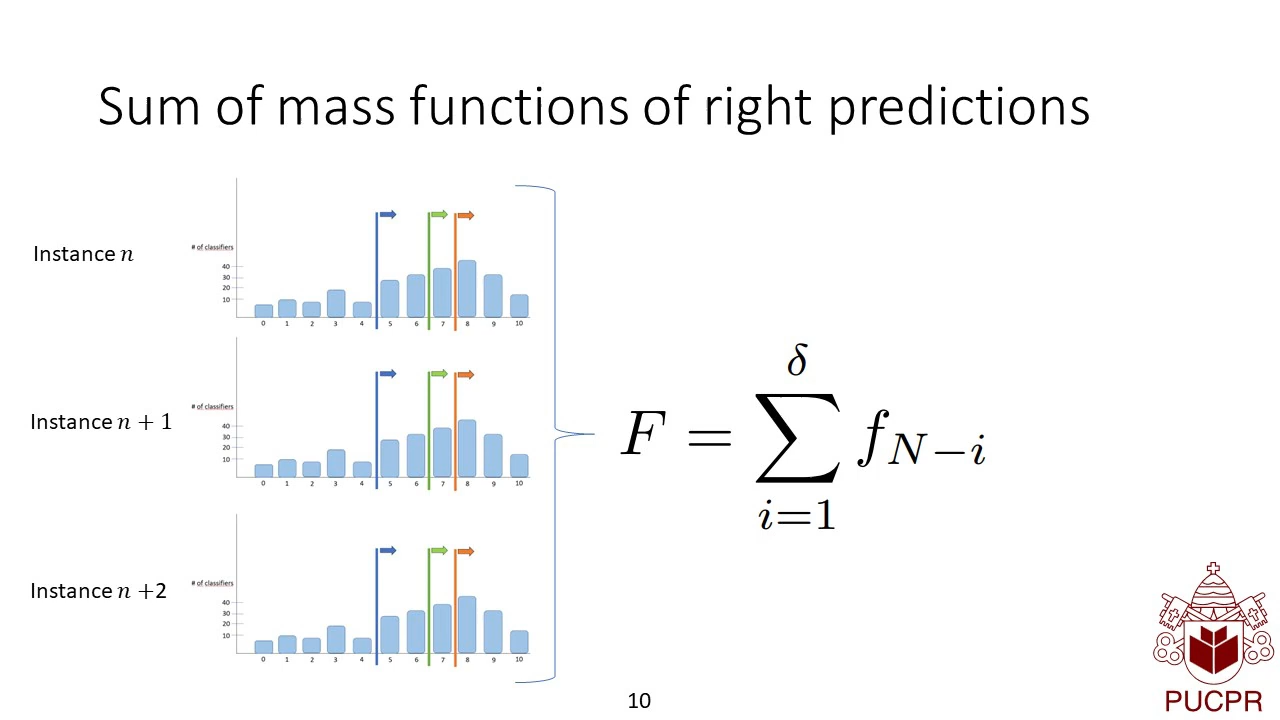 Sum of mass functions of right predictions
Instance n
# of classifiers
40
30
20
10
0 1 2 3 4 5 6 7 8 9 10
Instance n + 1
# of classifiers
40
30
20
10
0 1 2 3 4 5 6 7 8 9 10
Instance n +2
# of classifiers
40
30
20
10
0 1 2 3 4 5 6 7 8 9 10
δ
F = ∑ f_{N−i}
i=1
10
PUCPR